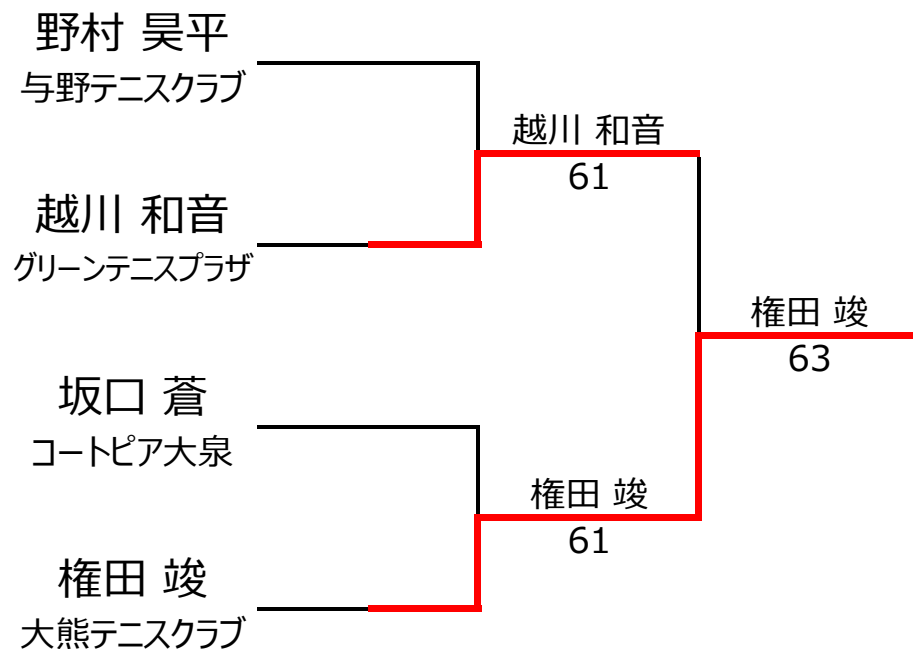 野村 昊平
与野テニスクラブ
越川 和音
61
越川 和音
グリーンテニスプラザ
権田 竣
63
坂口 蒼
コートピア大泉
権田 竣
61
権田 竣
大熊テニスクラブ